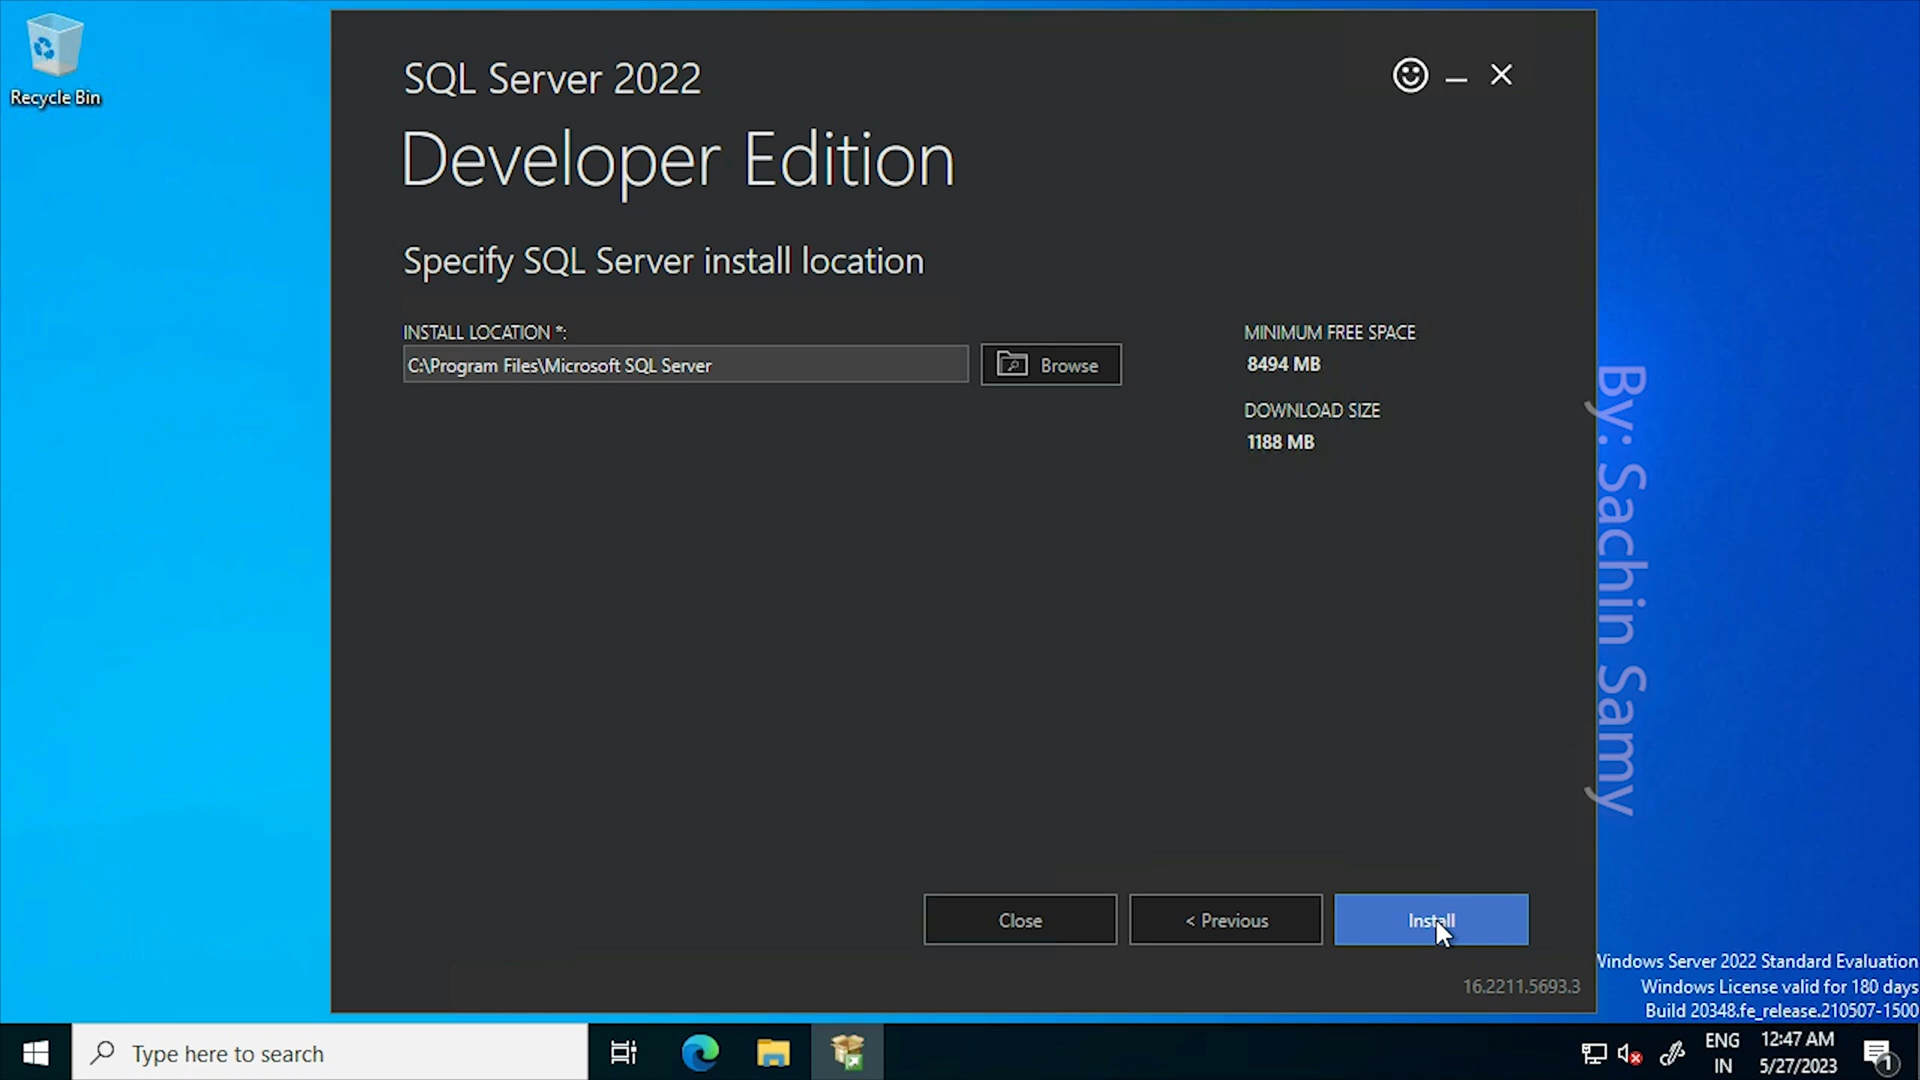 Recycle Bin
SQL Server 2022
Developer Edition
Specify SQL Server install location
INSTALL LOCATION *:
C:\Program Files\Microsoft SQL Server
Browse
MINIMUM FREE SPACE
8494 MB
DOWNLOAD SIZE
1188 MB
By: Sachin Samy
Close
< Previous
Install
16.2211.5693.3
Windows Server 2022 Standard Evaluation
Windows License valid for 180 days
Build 20348.fe_release.210507-1500
Type here to search
ENG
IN
12:47 AM
5/27/2023
1